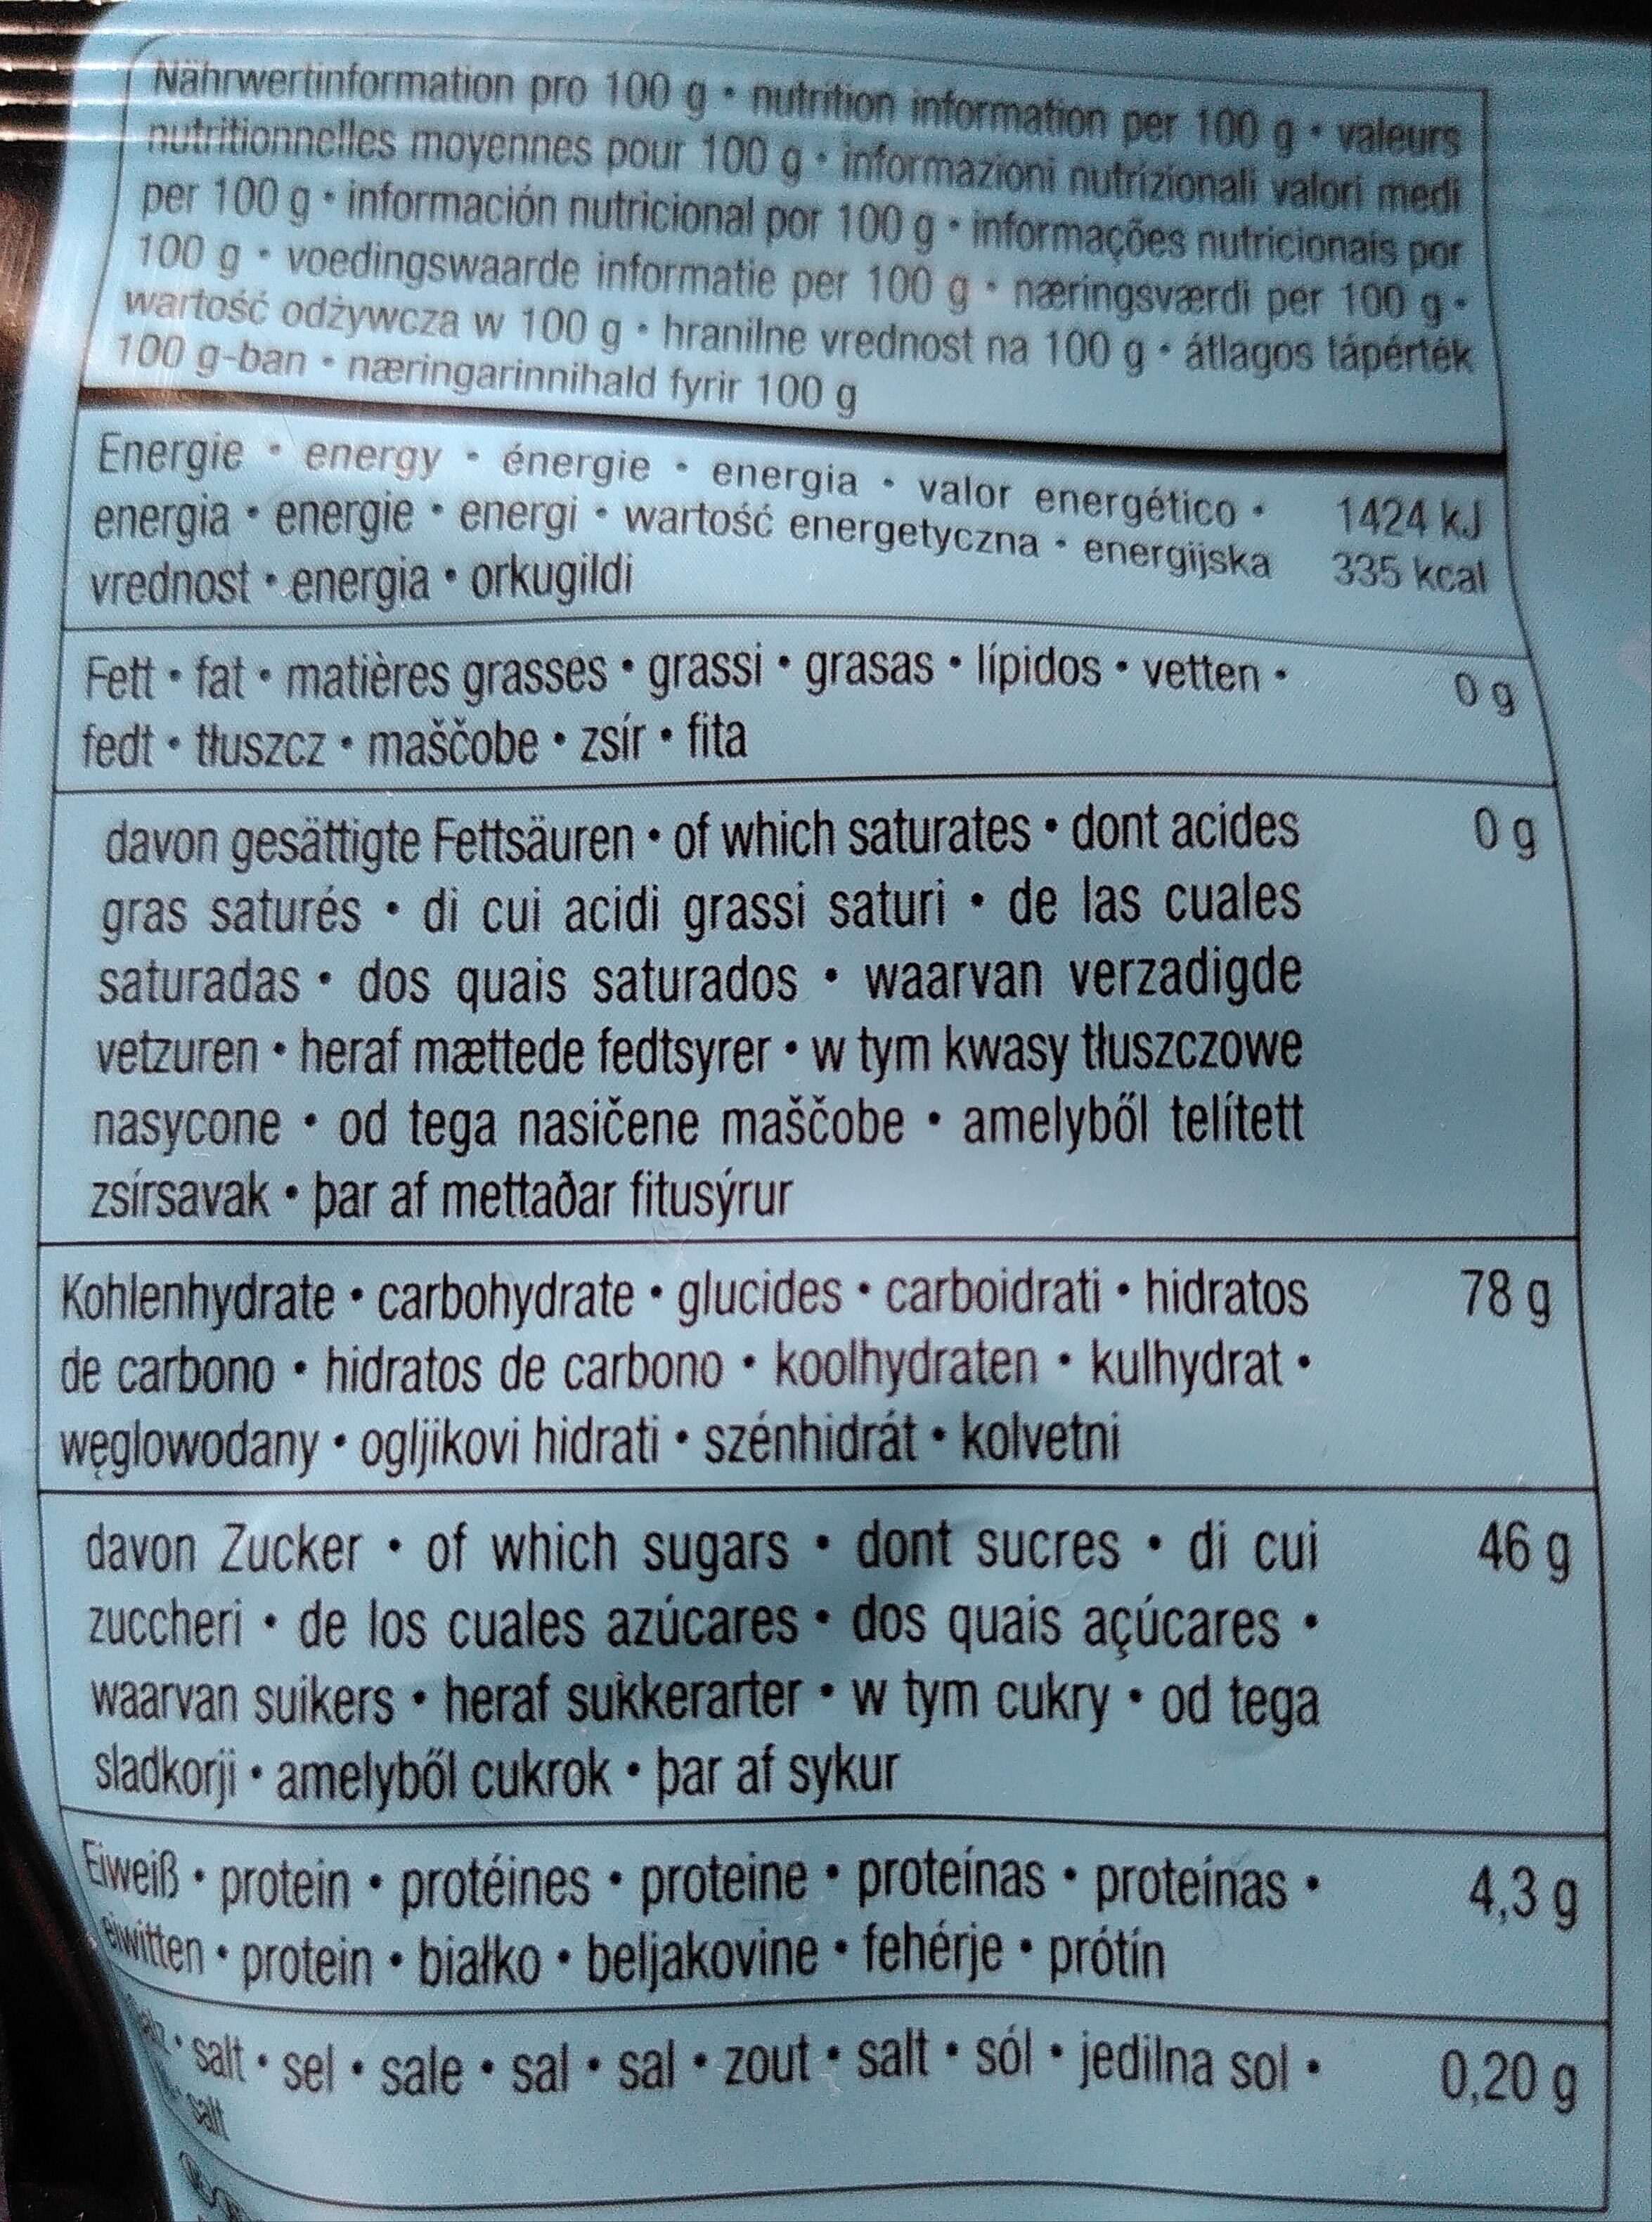 Nährwertinformation pro 100 g • nutrition information per 100 g • valeurs
nutritionnelles moyennes pour 100 g • informazioni nutrizionali valori medi
per 100 g • información nutricional por 100 g • informações nutricionais por
100 g • voedingswaarde informatie per 100 g • næringsværdi per 100 g •
wartość odżywcza w 100 g • hranilne vrednost na 100 g • átlagos tápérték
100 g-ban • næringarinnihald fyrir 100 g
Energie • energy • énergie • energia • valor energético • 1424 kJ
energia • energie • energi • wartość energetyczna • energijska 335 kcal
vrednost • energia • orkugildi
Fett • fat • matières grasses • grassi • grasas • lípidos • vetten • 0 g
fedt • tłuszcz • maščobe • zsír • fita
davon gesättigte Fettsäuren • of which saturates • dont acides 0 g
gras saturés • di cui acidi grassi saturi • de las cuales
saturadas • dos quais saturados • waarvan verzadigde
vetzuren • heraf mættede fedtsyrer • w tym kwasy tłuszczowe
nasycone • od tega nasičene maščobe • amelyből telített
zsírsavak • þar af mettaðar fitusýrur
Kohlenhydrate • carbohydrate • glucides • carboidrati • hidratos 78 g
de carbono • hidratos de carbono • koolhydraten • kulhydrat •
węglowodany • ogljikovi hidrati • szénhidrát • kolvetni
davon Zucker • of which sugars • dont sucres • di cui 46 g
zuccheri • de los cuales azúcares • dos quais açúcares •
waarvan suikers • heraf sukkerarter • w tym cukry • od tega
sladkorji • amelyből cukrok • þar af sykur
Eiweiß • protein • protéines • proteine • proteínas • proteínas • 4,3 g
eiwitten • protein • białko • beljakovine • fehérje • prótín
• salt • sel • sale • sal • sal • zout • salt • sól • jedilna sol • 0,20 g
• salt